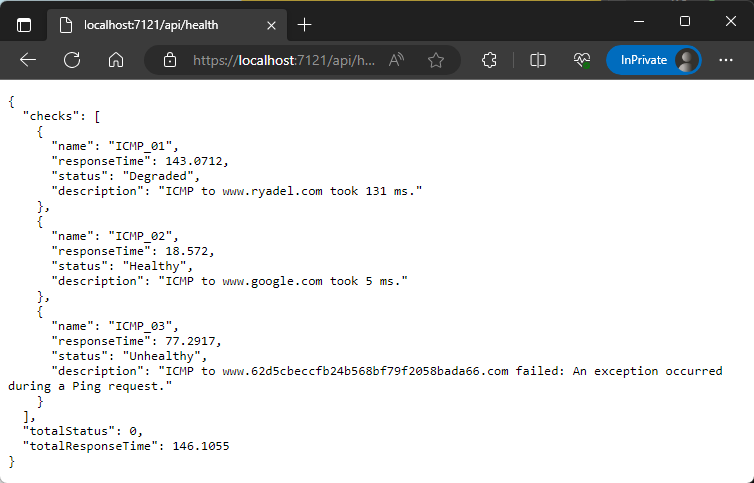 localhost:7121/api/health
https://localhost:7121/api/h...
InPrivate
{
  "checks": [
    {
      "name": "ICMP_01",
      "responseTime": 143.0712,
      "status": "Degraded",
      "description": "ICMP to www.ryadel.com took 131 ms."
    },
    {
      "name": "ICMP_02",
      "responseTime": 18.572,
      "status": "Healthy",
      "description": "ICMP to www.google.com took 5 ms."
    },
    {
      "name": "ICMP_03",
      "responseTime": 77.2917,
      "status": "Unhealthy",
      "description": "ICMP to www.62d5cbeccfb24b568bf79f2058bada66.com failed: An exception occurred
during a Ping request."
    }
  ],
  "totalStatus": 0,
  "totalResponseTime": 146.1055
}